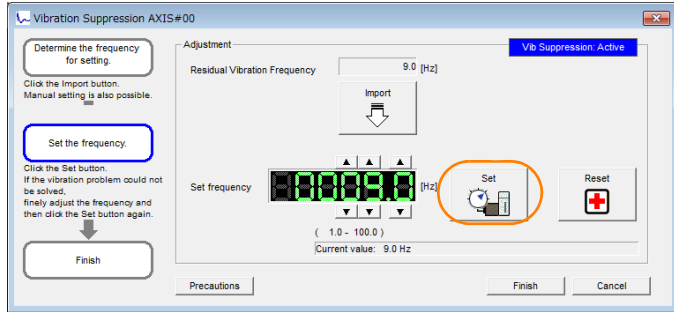 Vibration Suppression AXIS#00
Determine the frequency
for setting.
Click the Import button.
Manual setting is also possible.
Set the frequency.
Click the Set button.
If the vibration problem could not
be solved,
finely adjust the frequency and
then click the Set button again.
Finish
Adjustment
Vib Suppression: Active
Residual Vibration Frequency 9.0 [Hz]
Import
Set frequency 0009.0 [Hz]
Set
Reset
( 1.0 - 100.0 )
Current value: 9.0 Hz
Precautions
Finish
Cancel